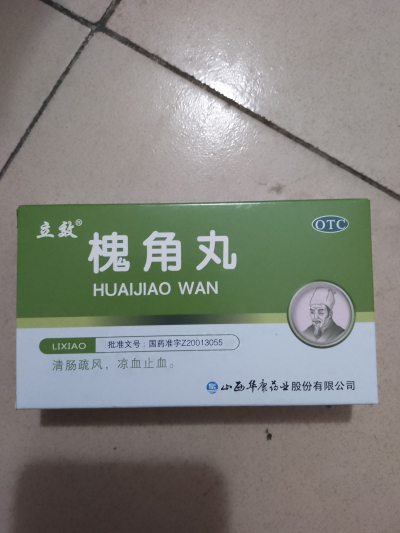 立效®
OTC
槐角丸
HUAIJIAO WAN
LIXIAO 批准文号:国药准字Z20013055
清肠疏风,凉血止血。
山西华康药业股份有限公司